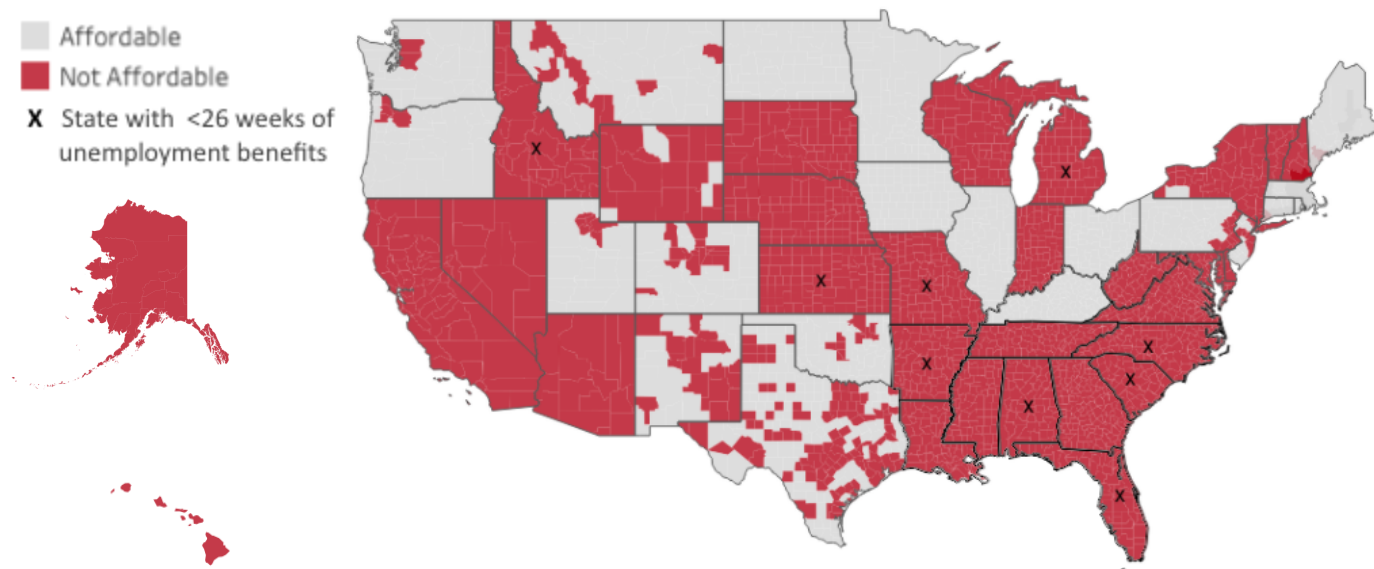 Affordable
Not Affordable
X State with <26 weeks of
unemployment benefits
X
X
X
X
X
X
X
X
X